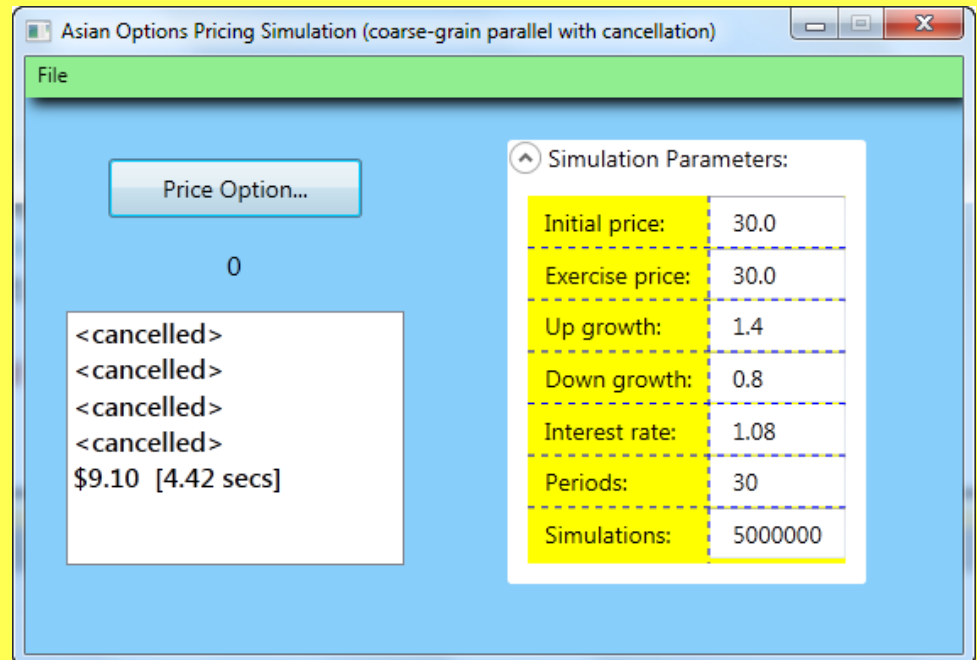 Asian Options Pricing Simulation (coarse-grain parallel with cancellation)
File
Price Option...
0
<cancelled>
<cancelled>
<cancelled>
<cancelled>
$9.10 [4.42 secs]
Simulation Parameters:
Initial price: 30.0
Exercise price: 30.0
Up growth: 1.4
Down growth: 0.8
Interest rate: 1.08
Periods: 30
Simulations: 5000000